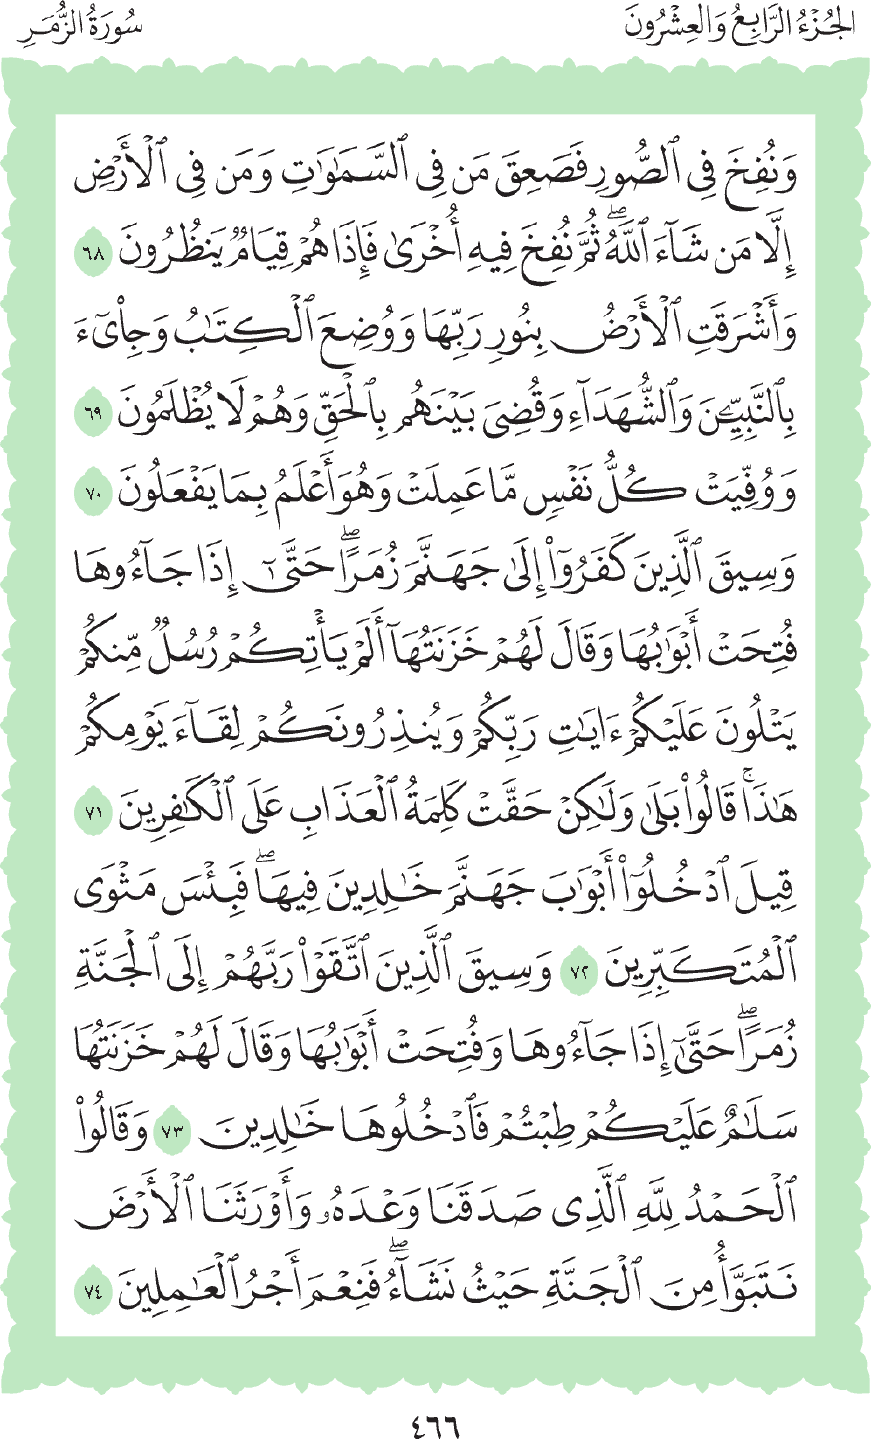 الجُزْءُ الرَّابِعُ وَالعِشْرُونَ
سُورَةُ الزُّمَرِ
وَنُفِخَ فِي ٱلصُّورِ فَصَعِقَ مَن فِي ٱلسَّمَٰوَٰتِ وَمَن فِي ٱلْأَرْضِ
إِلَّا مَن شَآءَ ٱللَّهُ ۖ ثُمَّ نُفِخَ فِيهِ أُخْرَىٰ فَإِذَا هُمْ قِيَامٌ يَنظُرُونَ ٦٨
وَأَشْرَقَتِ ٱلْأَرْضُ بِنُورِ رَبِّهَا وَوُضِعَ ٱلْكِتَٰبُ وَجِا۟يٓءَ
بِٱلنَّبِيِّـۧنَ وَٱلشُّهَدَآءِ وَقُضِيَ بَيْنَهُم بِٱلْحَقِّ وَهُمْ لَا يُظْلَمُونَ ٦٩
وَوُفِّيَتْ كُلُّ نَفْسٍ مَّا عَمِلَتْ وَهُوَ أَعْلَمُ بِمَا يَفْعَلُونَ ٧٠
وَسِيقَ ٱلَّذِينَ كَفَرُوٓا۟ إِلَىٰ جَهَنَّمَ زُمَرًا ۖ حَتَّىٰٓ إِذَا جَآءُوهَا
فُتِحَتْ أَبْوَٰبُهَا وَقَالَ لَهُمْ خَزَنَتُهَآ أَلَمْ يَأْتِكُمْ رُسُلٌ مِّنكُمْ
يَتْلُونَ عَلَيْكُمْ ءَايَٰتِ رَبِّكُمْ وَيُنذِرُونَكُمْ لِقَآءَ يَوْمِكُمْ
هَٰذَا ۚ قَالُوا۟ بَلَىٰ وَلَٰكِنْ حَقَّتْ كَلِمَةُ ٱلْعَذَابِ عَلَى ٱلْكَٰفِرِينَ ٧١
قِيلَ ٱدْخُلُوٓا۟ أَبْوَٰبَ جَهَنَّمَ خَٰلِدِينَ فِيهَا ۖ فَبِئْسَ مَثْوَى
ٱلْمُتَكَبِّرِينَ ٧٢ وَسِيقَ ٱلَّذِينَ ٱتَّقَوْا۟ رَبَّهُمْ إِلَى ٱلْجَنَّةِ
زُمَرًا ۖ حَتَّىٰٓ إِذَا جَآءُوهَا وَفُتِحَتْ أَبْوَٰبُهَا وَقَالَ لَهُمْ خَزَنَتُهَا
سَلَٰمٌ عَلَيْكُمْ طِبْتُمْ فَٱدْخُلُوهَا خَٰلِدِينَ ٧٣ وَقَالُوا۟
ٱلْحَمْدُ لِلَّهِ ٱلَّذِي صَدَقَنَا وَعْدَهُۥ وَأَوْرَثَنَا ٱلْأَرْضَ
نَتَبَوَّأُ مِنَ ٱلْجَنَّةِ حَيْثُ نَشَآءُ ۖ فَنِعْمَ أَجْرُ ٱلْعَٰمِلِينَ ٧٤
٤٦٦